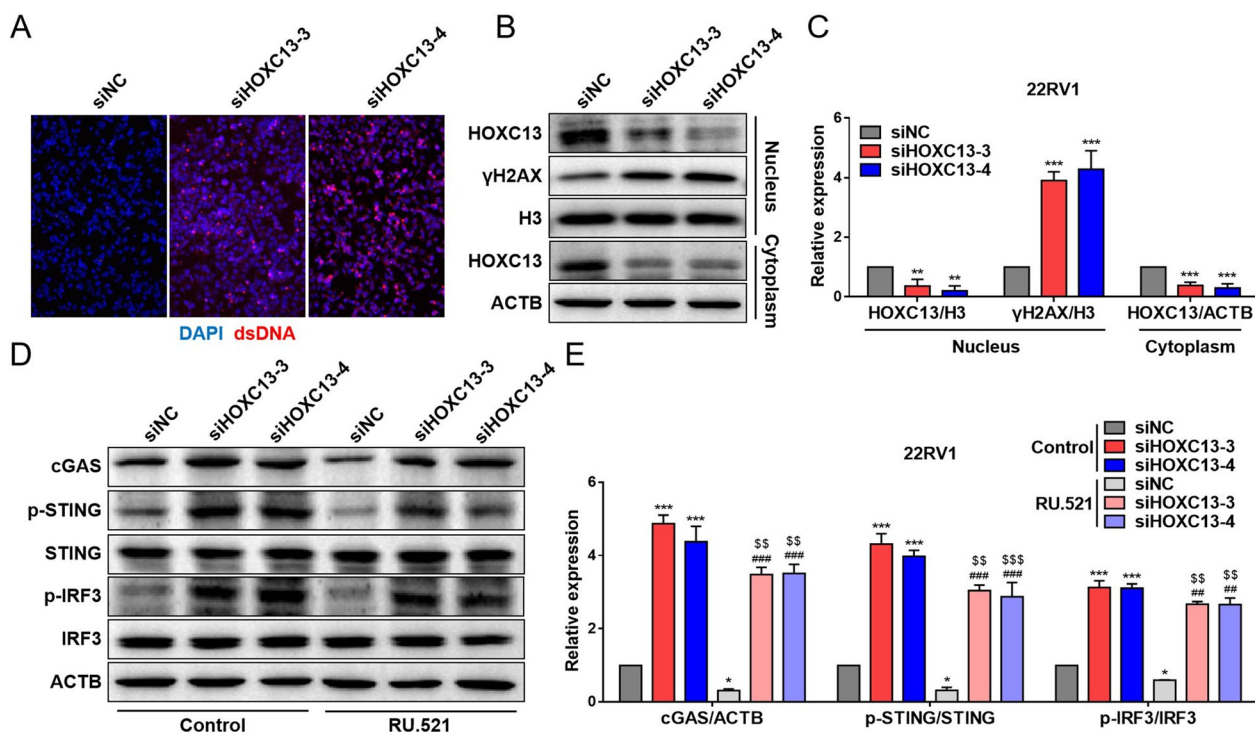 A
siNC
siHOXC13-3
siHOXC13-4
DAPI dsDNA
B
siNC
siHOXC13-3
siHOXC13-4
HOXC13
γH2AX
H3
HOXC13
ACTB
Nucleus
Cytoplasm
C
22RV1
siNC
siHOXC13-3
siHOXC13-4
Relative expression
6
4
2
0
** **
*** ***
*** ***
HOXC13/H3 γH2AX/H3 HOXC13/ACTB
Nucleus Cytoplasm
D
siNC
siHOXC13-3
siHOXC13-4
siNC
siHOXC13-3
siHOXC13-4
cGAS
p-STING
STING
p-IRF3
IRF3
ACTB
Control RU.521
E
22RV1
Control
siNC
siHOXC13-3
siHOXC13-4
RU.521
siNC
siHOXC13-3
siHOXC13-4
Relative expression
6
4
2
0
*** *** * $$ ### $$ ###
*** *** * $$ ### $$$ ###
*** *** * $$ ## $$ ##
cGAS/ACTB p-STING/STING p-IRF3/IRF3